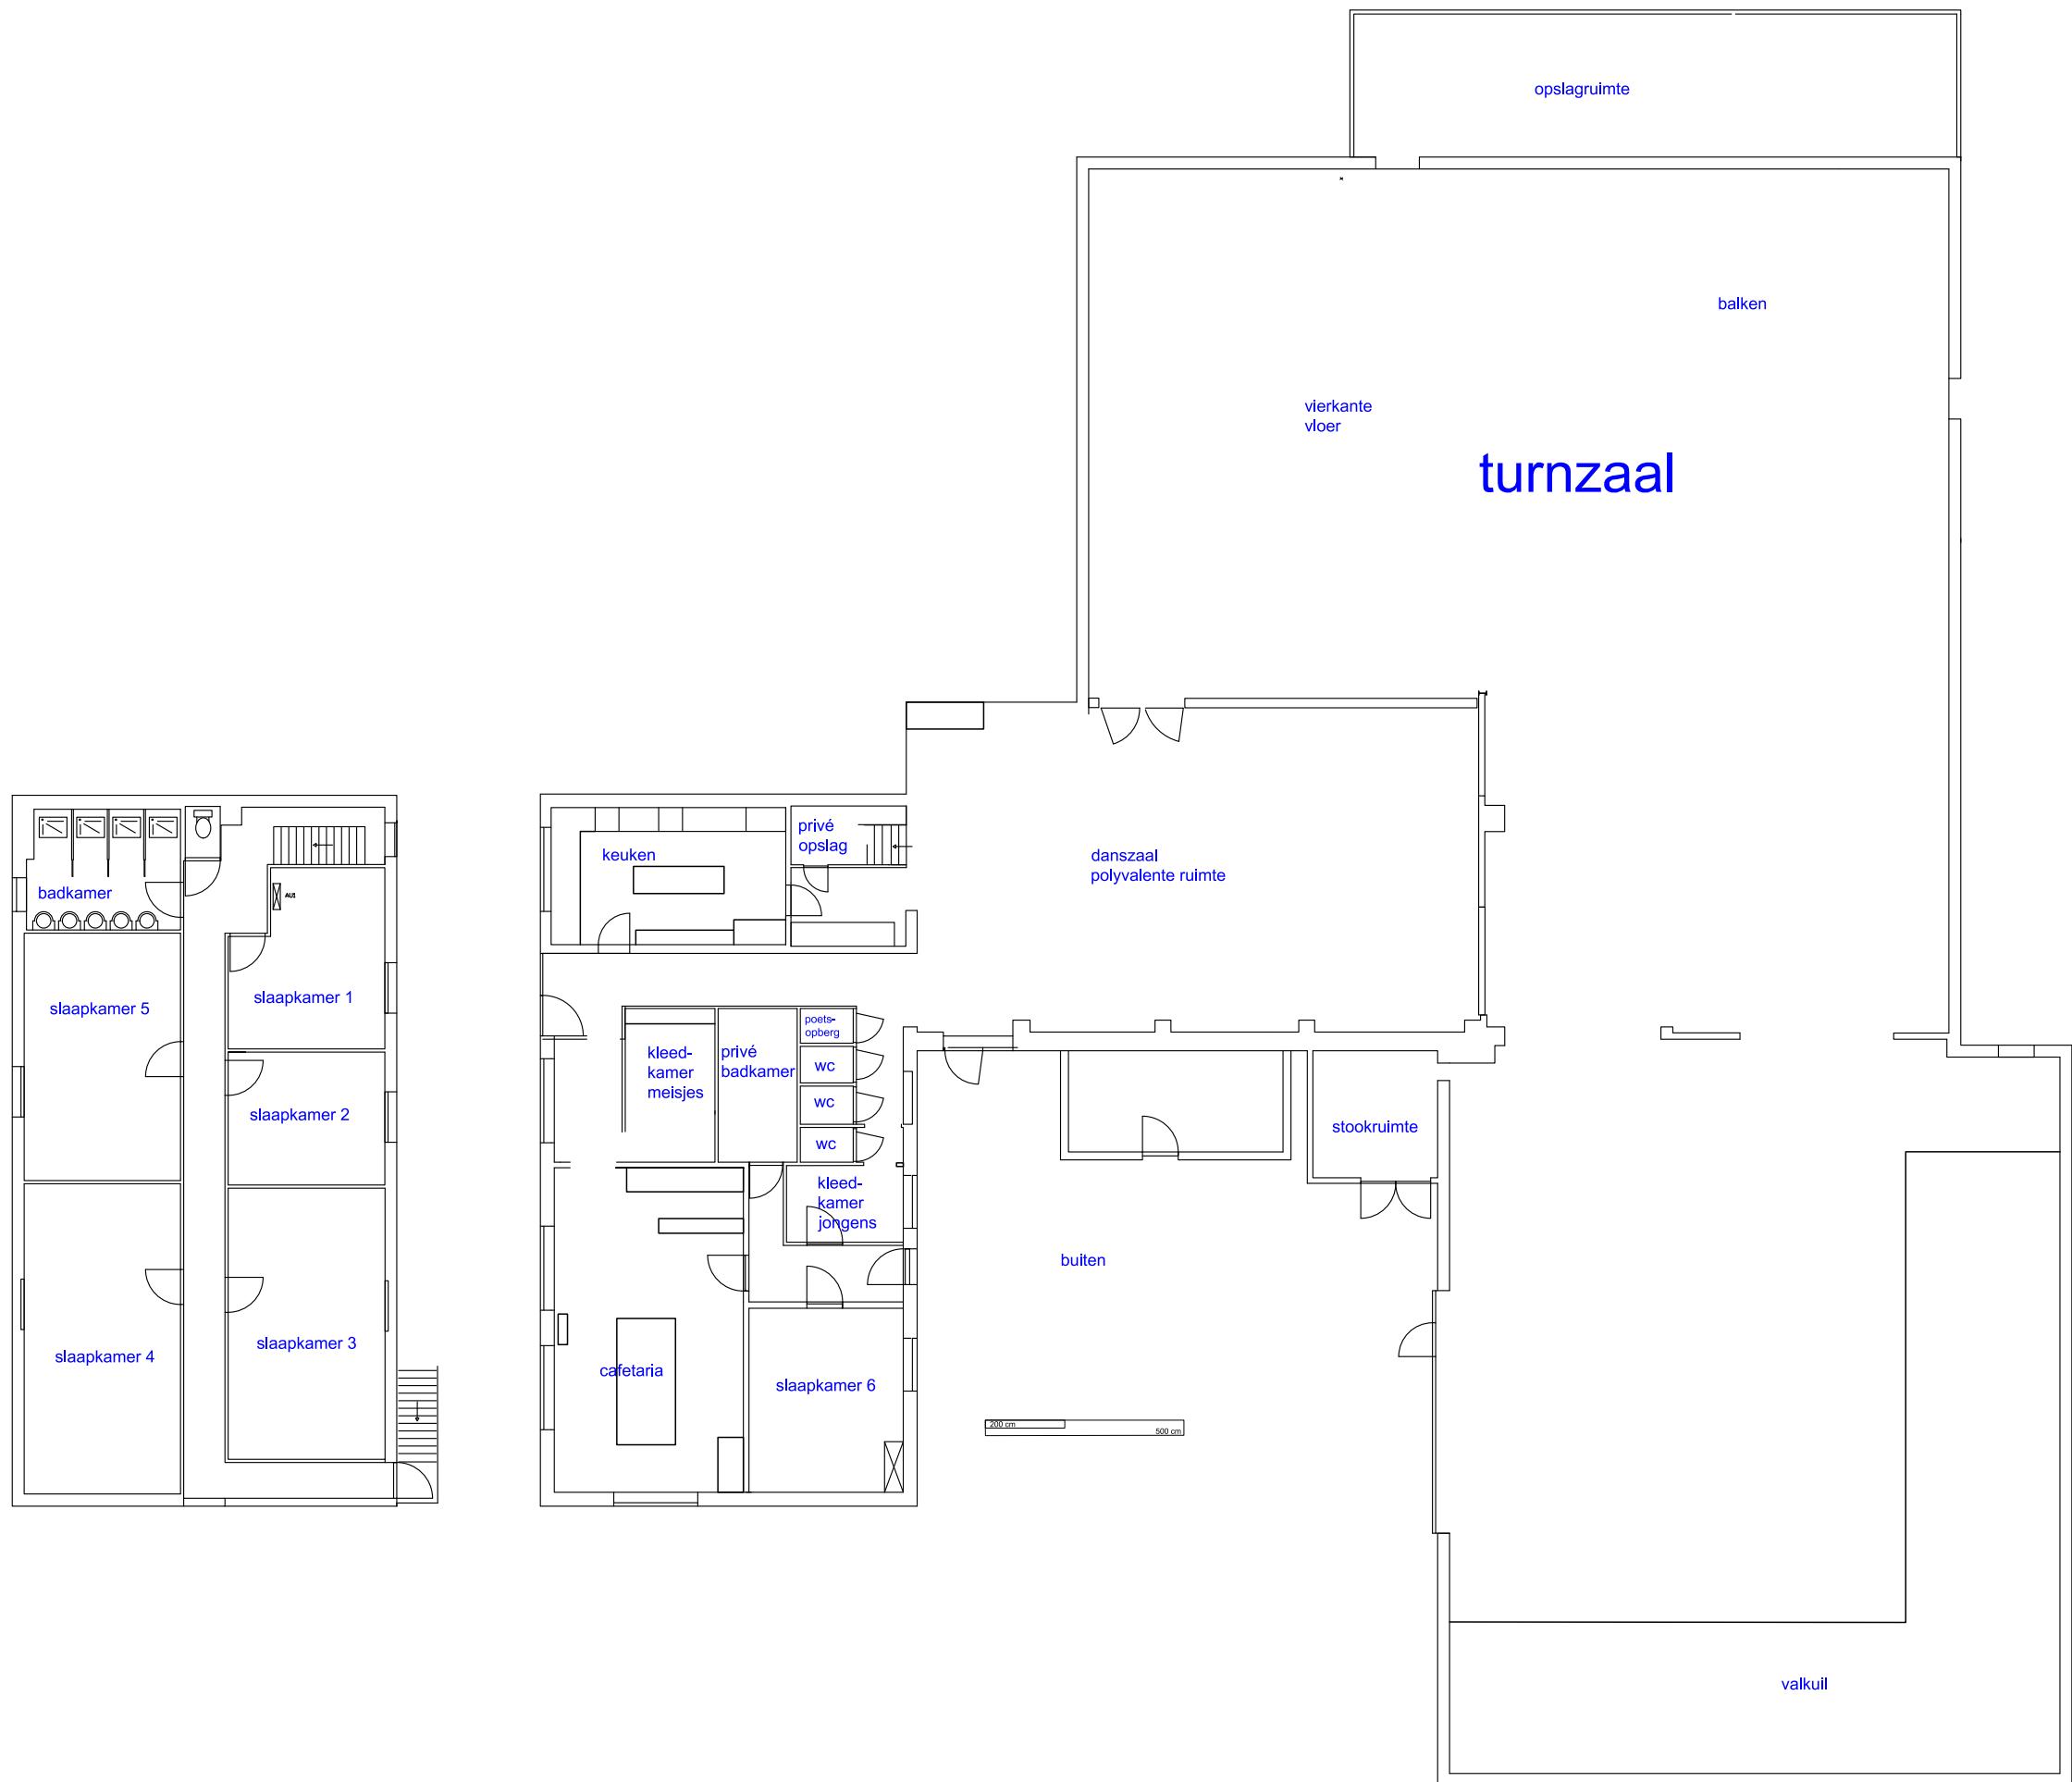 opslagruimte
balken
vierkante
vloer
turnzaal
privé
opslag
keuken
danszaal
polyvalente ruimte
badkamer
AU1
slaapkamer 5
slaapkamer 1
poets-
opberg
kleed-
kamer
meisjes
privé
badkamer
wc
wc
wc
slaapkamer 2
stookruimte
kleed-
kamer
jongens
buiten
slaapkamer 4
slaapkamer 3
cafetaria
slaapkamer 6
200 cm
500 cm
valkuil